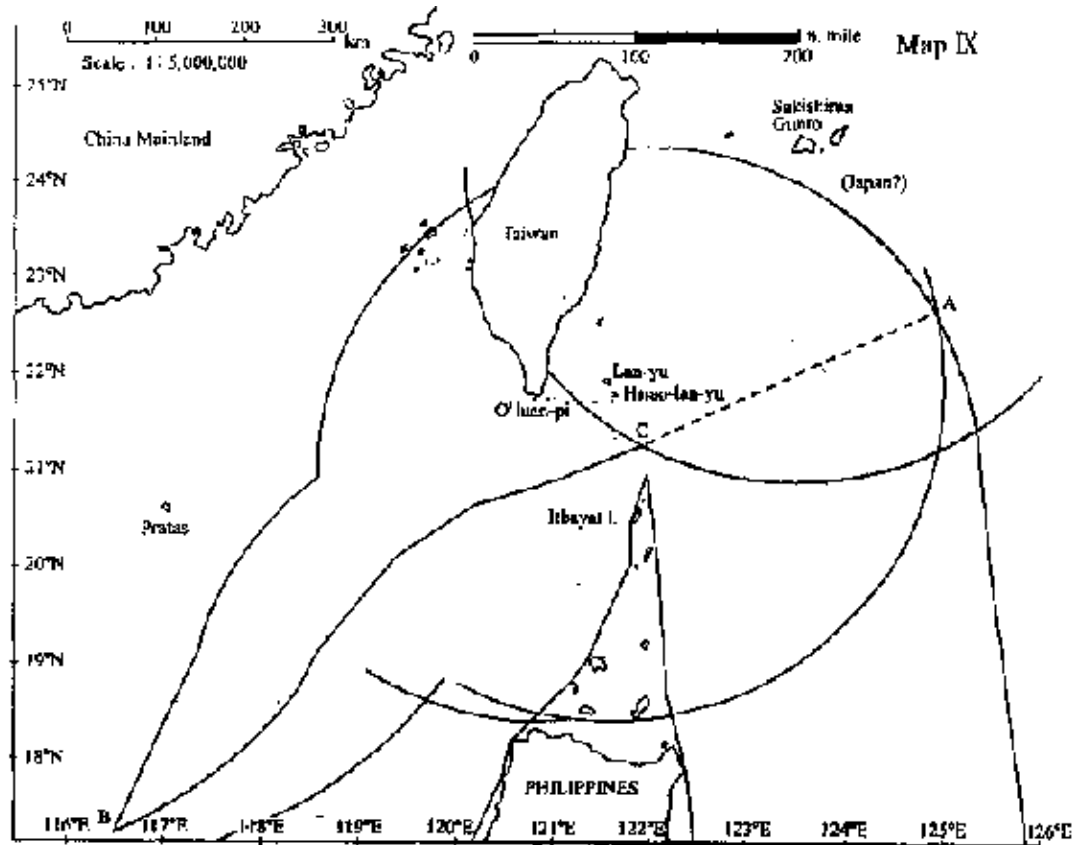 0 100 200 300
km
Scale : 1:5,000,000
n. mile
0 100 200
Map IX
25°N
China Mainland
Sakishima
Gunto
24°N
(Japan?)
Taiwan
23°N
A
22°N
Lan-yu
Hsiao-lan-yu
O'luan-pi
C
21°N
Pratas
Itbayat I.
20°N
19°N
18°N
PHILIPPINES
B
116°E 117°E 118°E 119°E 120°E 121°E 122°E 123°E 124°E 125°E 126°E